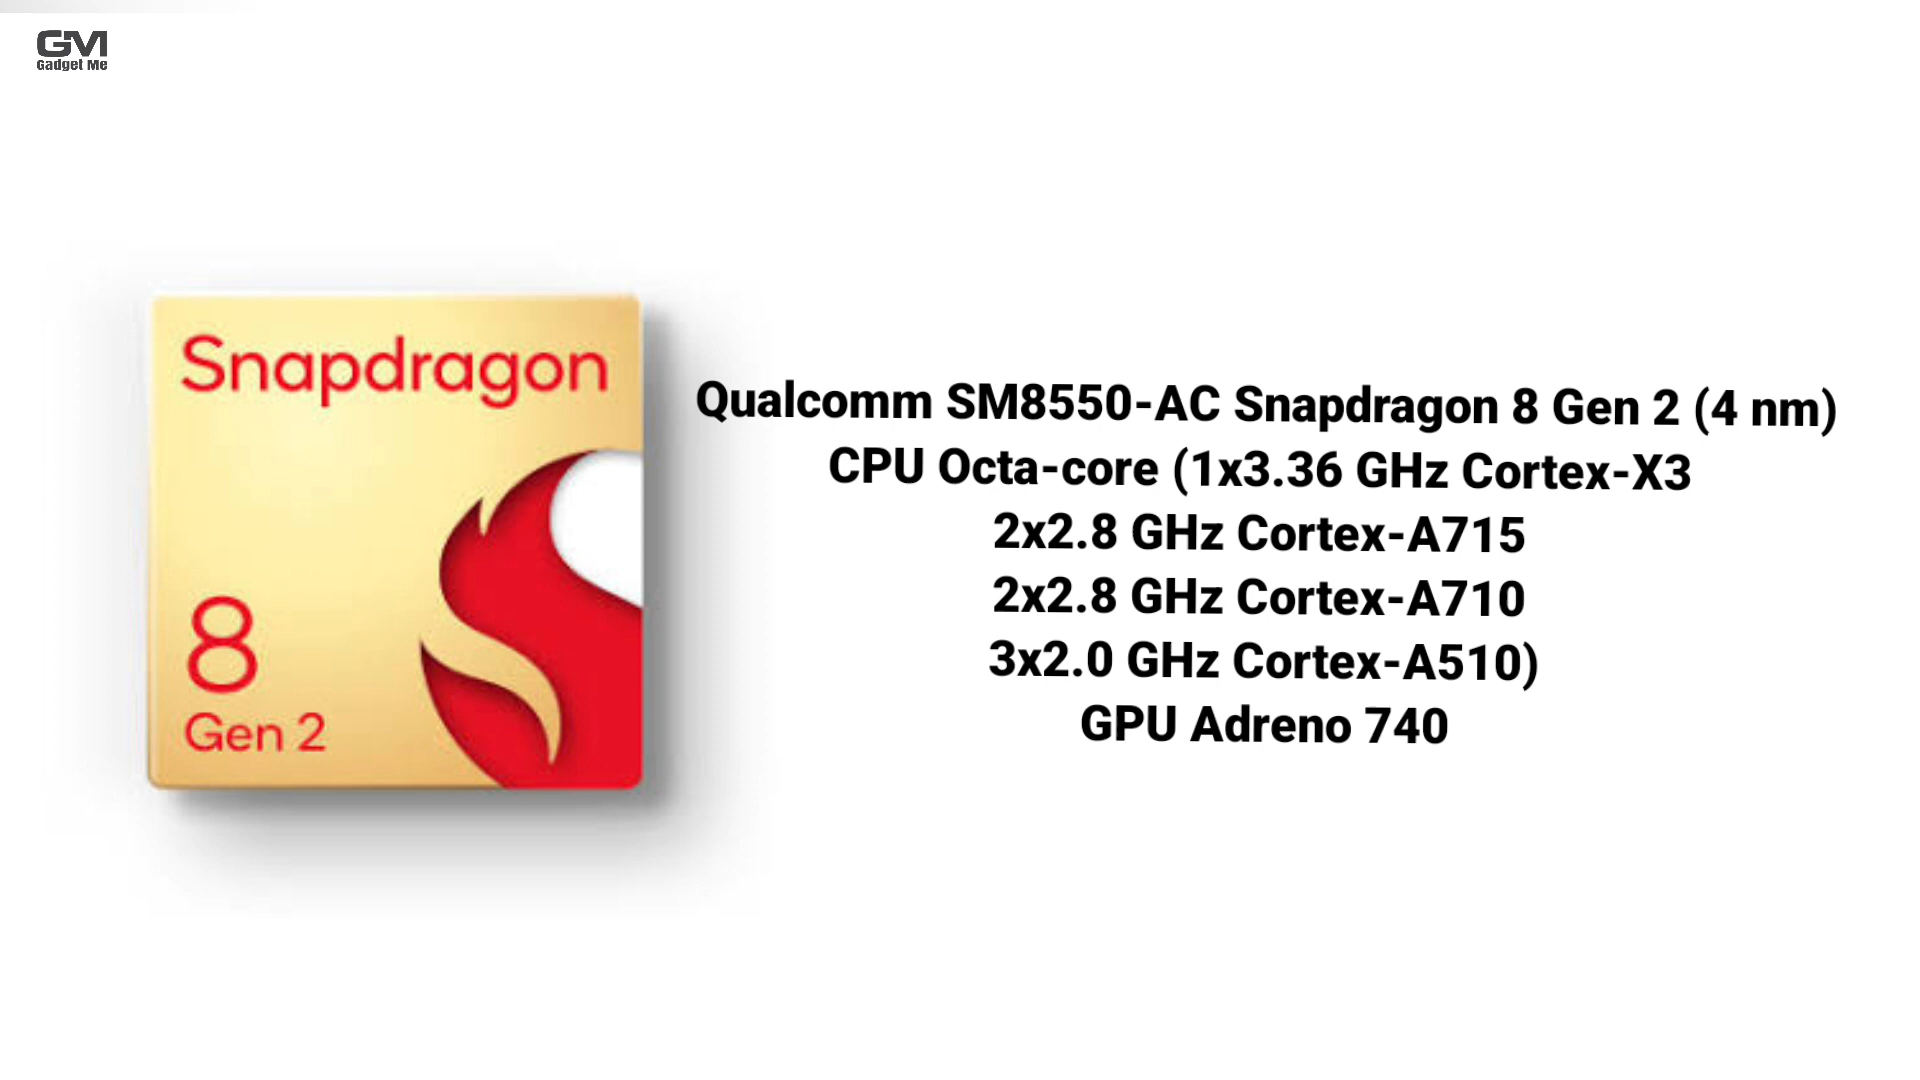 GM
Gadget Me
Snapdragon
8
Gen 2
Qualcomm SM8550-AC Snapdragon 8 Gen 2 (4 nm)
CPU Octa-core (1x3.36 GHz Cortex-X3
2x2.8 GHz Cortex-A715
2x2.8 GHz Cortex-A710
3x2.0 GHz Cortex-A510)
GPU Adreno 740